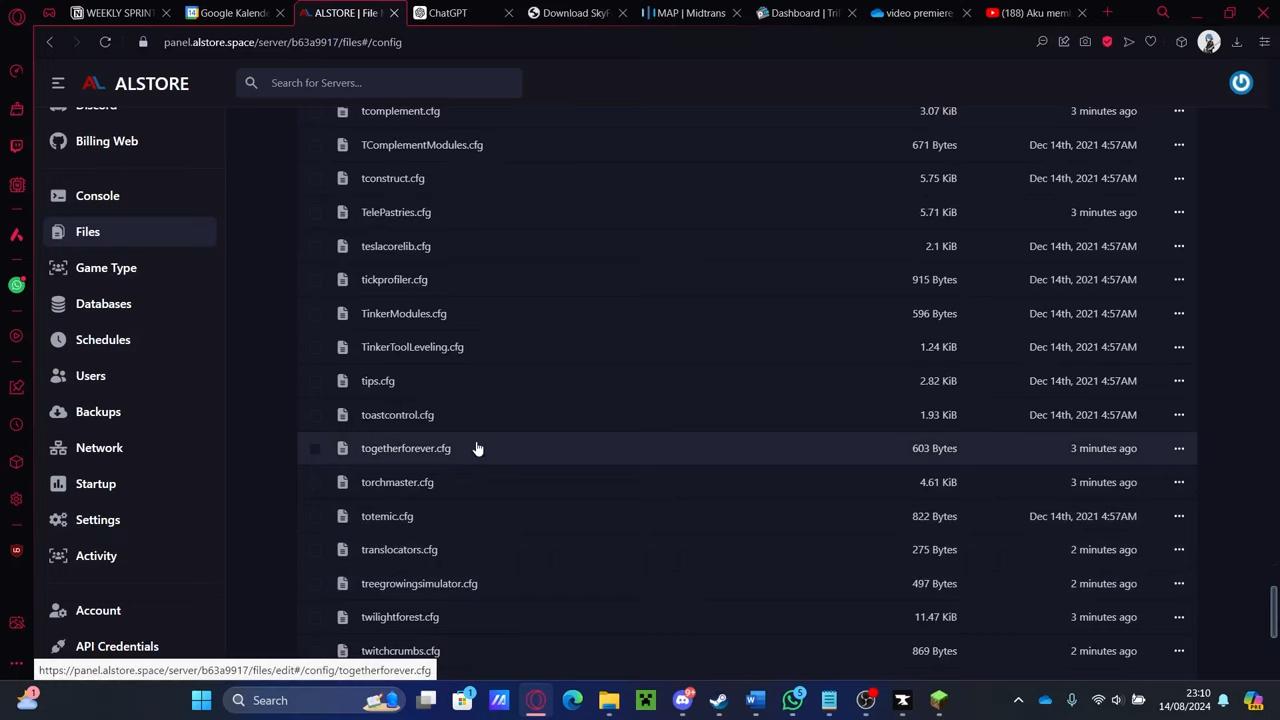 WEEKLY SPRINT
Google Kalende
ALSTORE | File M
ChatGPT
Download SkyF
MAP | Midtrans
Dashboard | Tri
video premiere
(188) Aku mem
panel.alstore.space/server/b63a9917/files#/config
ALSTORE
Search for Servers...
Discord
Billing Web
Console
Files
Game Type
Databases
Schedules
Users
Backups
Network
Startup
Settings
Activity
Account
API Credentials
tcomplement.cfg 3.07 KiB 3 minutes ago
TComplementModules.cfg 671 Bytes Dec 14th, 2021 4:57AM
tconstruct.cfg 5.75 KiB Dec 14th, 2021 4:57AM
TelePastries.cfg 5.71 KiB 3 minutes ago
teslacorelib.cfg 2.1 KiB Dec 14th, 2021 4:57AM
tickprofiler.cfg 915 Bytes Dec 14th, 2021 4:57AM
TinkerModules.cfg 596 Bytes Dec 14th, 2021 4:57AM
TinkerToolLeveling.cfg 1.24 KiB Dec 14th, 2021 4:57AM
tips.cfg 2.82 KiB Dec 14th, 2021 4:57AM
toastcontrol.cfg 1.93 KiB Dec 14th, 2021 4:57AM
togetherforever.cfg 603 Bytes 3 minutes ago
torchmaster.cfg 4.61 KiB 3 minutes ago
totemic.cfg 822 Bytes Dec 14th, 2021 4:57AM
translocators.cfg 275 Bytes 2 minutes ago
treegrowingsimulator.cfg 497 Bytes 2 minutes ago
twilightforest.cfg 11.47 KiB 3 minutes ago
twitchcrumbs.cfg 869 Bytes 2 minutes ago
https://panel.alstore.space/server/b63a9917/files/edit#/config/togetherforever.cfg
Search
23:10
14/08/2024